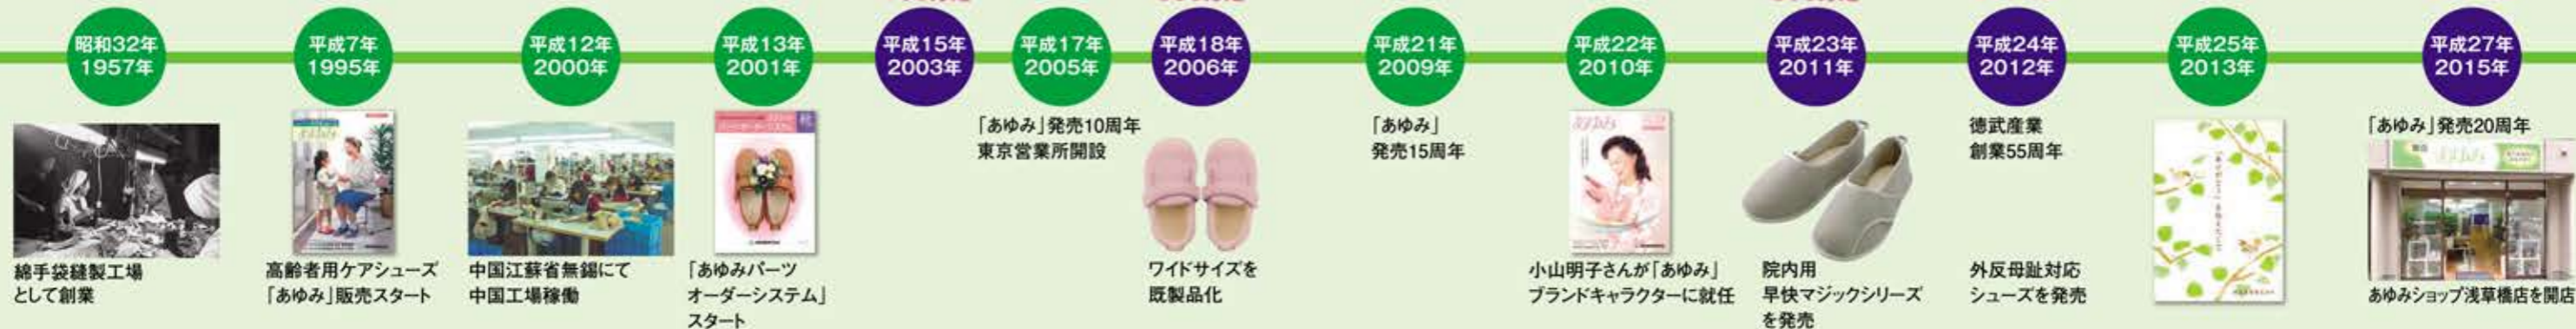 昭和32年
1957年
綿手袋縫製工場
として創業
平成7年
1995年
あゆみ
高齢者用ケアシューズ
「あゆみ」販売スタート
平成12年
2000年
中国江蘇省無錫にて
中国工場稼働
平成13年
2001年
「あゆみパーツ
オーダーシステム」
スタート
平成15年
2003年
平成17年
2005年
「あゆみ」発売10周年
東京営業所開設
平成18年
2006年
ワイドサイズを
既製品化
平成21年
2009年
「あゆみ」
発売15周年
平成22年
2010年
あゆみ
小山明子さんが「あゆみ」
ブランドキャラクターに就任
平成23年
2011年
院内用
早快マジックシリーズ
を発売
平成24年
2012年
徳武産業
創業55周年
外反母趾対応
シューズを発売
平成25年
2013年
平成27年
2015年
「あゆみ」発売20周年
あゆみ
あゆみショップ浅草橋店を開店